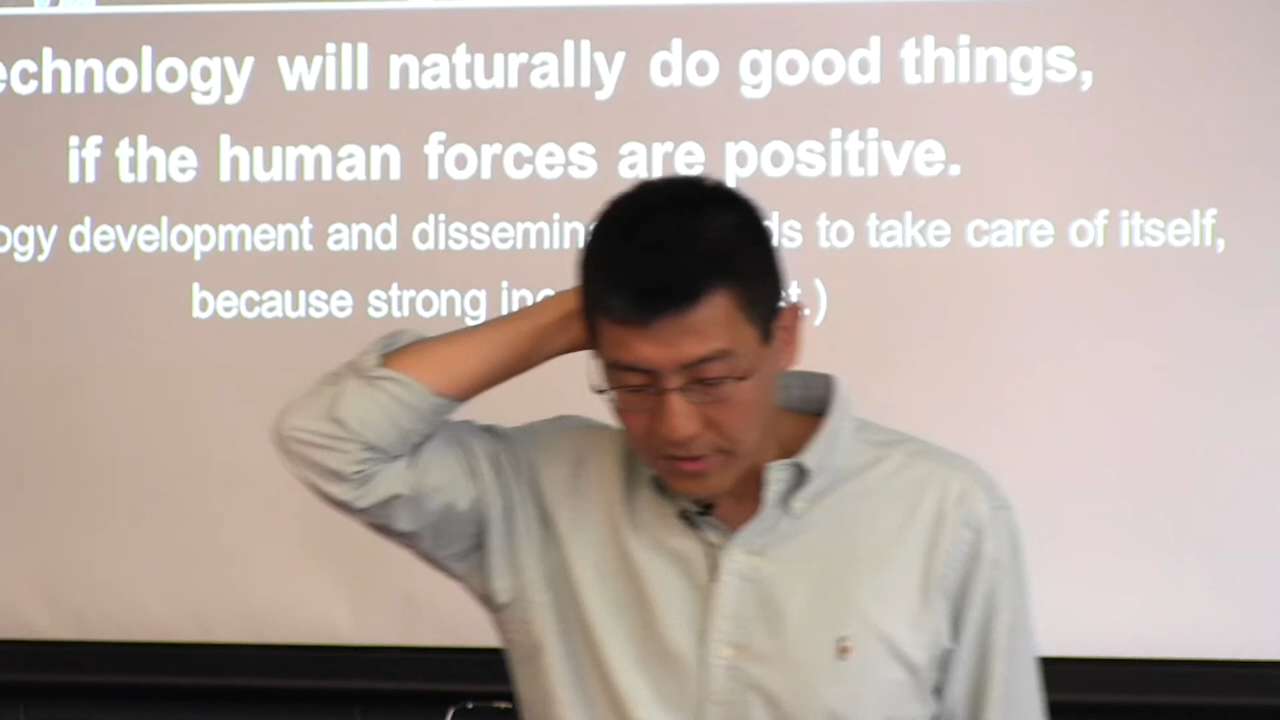 echnology will naturally do good things,
if the human forces are positive.
ogy development and dissemin ds to take care of itself,
because strong inc t.)